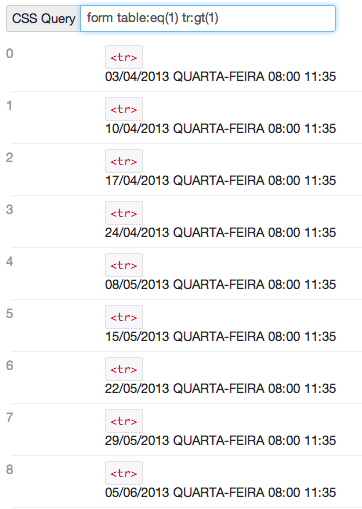 CSS Query form table:eq(1) tr:gt(1)
0 <tr>
03/04/2013 QUARTA-FEIRA 08:00 11:35
1 <tr>
10/04/2013 QUARTA-FEIRA 08:00 11:35
2 <tr>
17/04/2013 QUARTA-FEIRA 08:00 11:35
3 <tr>
24/04/2013 QUARTA-FEIRA 08:00 11:35
4 <tr>
08/05/2013 QUARTA-FEIRA 08:00 11:35
5 <tr>
15/05/2013 QUARTA-FEIRA 08:00 11:35
6 <tr>
22/05/2013 QUARTA-FEIRA 08:00 11:35
7 <tr>
29/05/2013 QUARTA-FEIRA 08:00 11:35
8 <tr>
05/06/2013 QUARTA-FEIRA 08:00 11:35